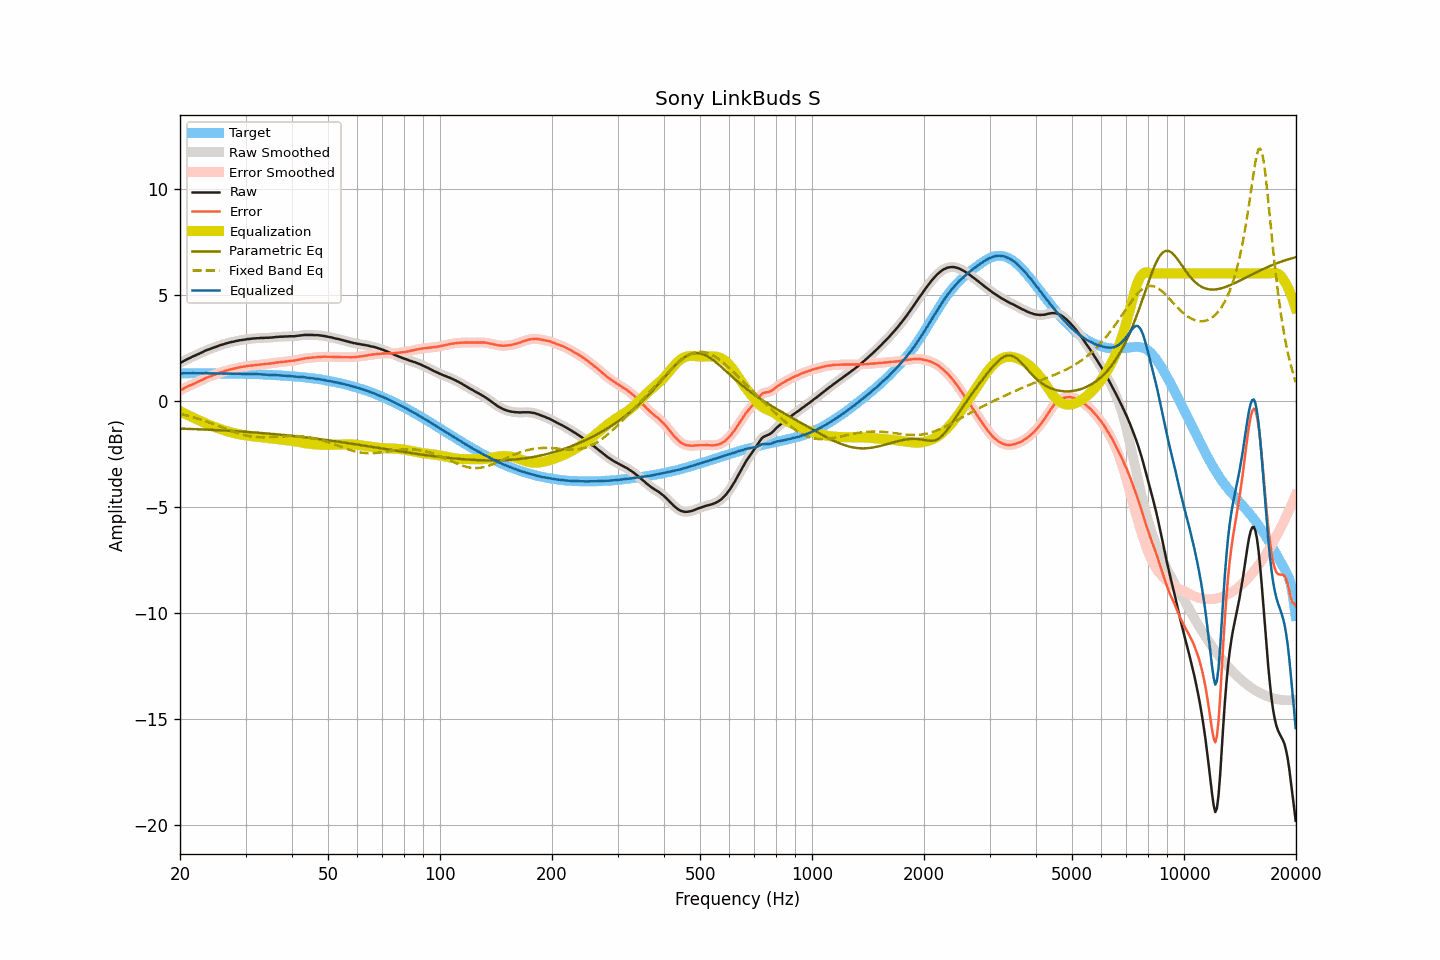 Sony LinkBuds S
Target
Raw Smoothed
Error Smoothed
Raw
Error
Equalization
Parametric Eq
Fixed Band Eq
Equalized
10
5
0
−5
−10
−15
−20
Amplitude (dBr)
20 50 100 200 500 1000 2000 5000 10000 20000
Frequency (Hz)